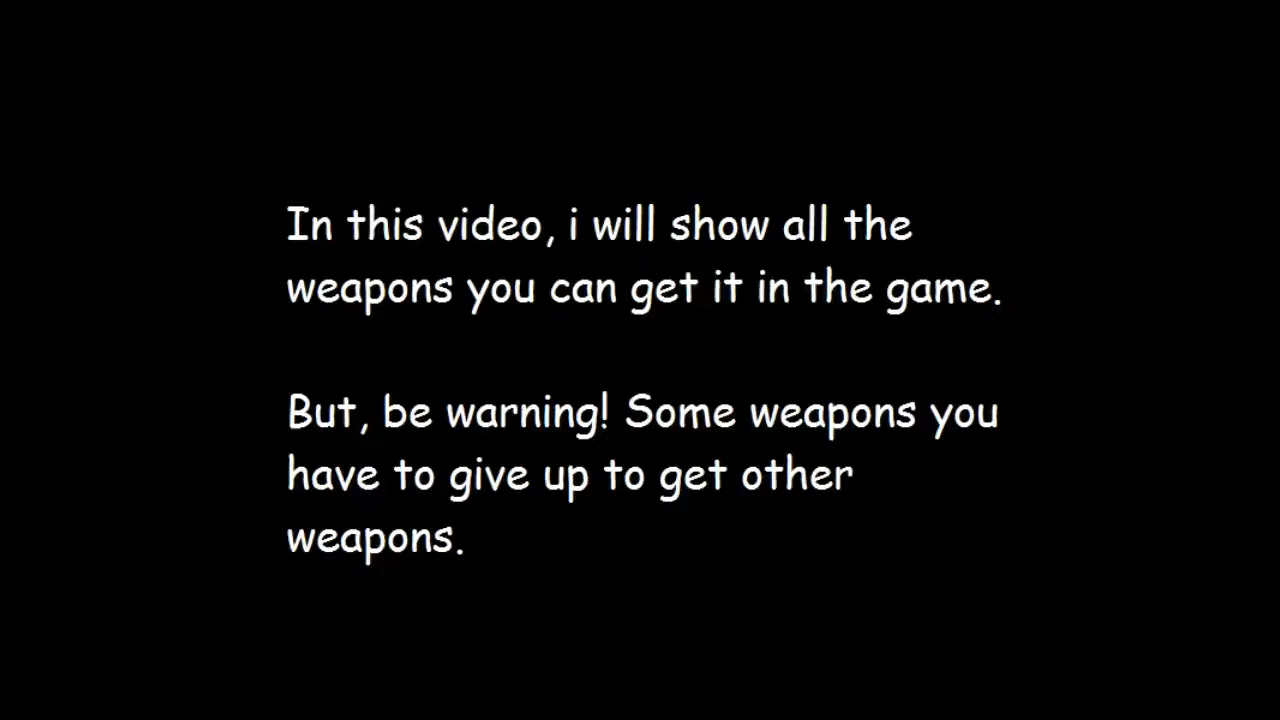 In this video, i will show all the
weapons you can get it in the game.
But, be warning! Some weapons you
have to give up to get other
weapons.